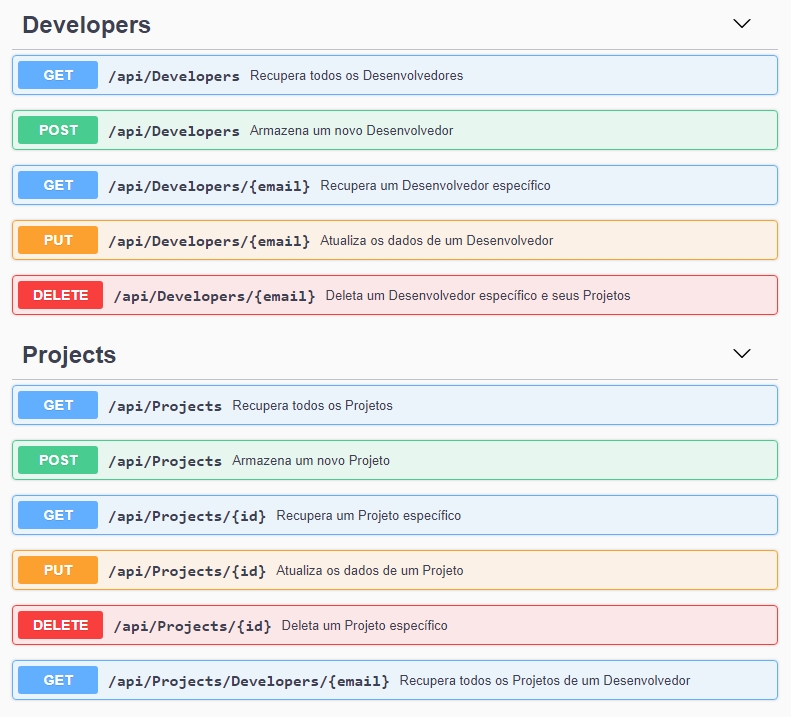 Developers
GET /api/Developers Recupera todos os Desenvolvedores
POST /api/Developers Armazena um novo Desenvolvedor
GET /api/Developers/{email} Recupera um Desenvolvedor específico
PUT /api/Developers/{email} Atualiza os dados de um Desenvolvedor
DELETE /api/Developers/{email} Deleta um Desenvolvedor específico e seus Projetos
Projects
GET /api/Projects Recupera todos os Projetos
POST /api/Projects Armazena um novo Projeto
GET /api/Projects/{id} Recupera um Projeto específico
PUT /api/Projects/{id} Atualiza os dados de um Projeto
DELETE /api/Projects/{id} Deleta um Projeto específico
GET /api/Projects/Developers/{email} Recupera todos os Projetos de um Desenvolvedor